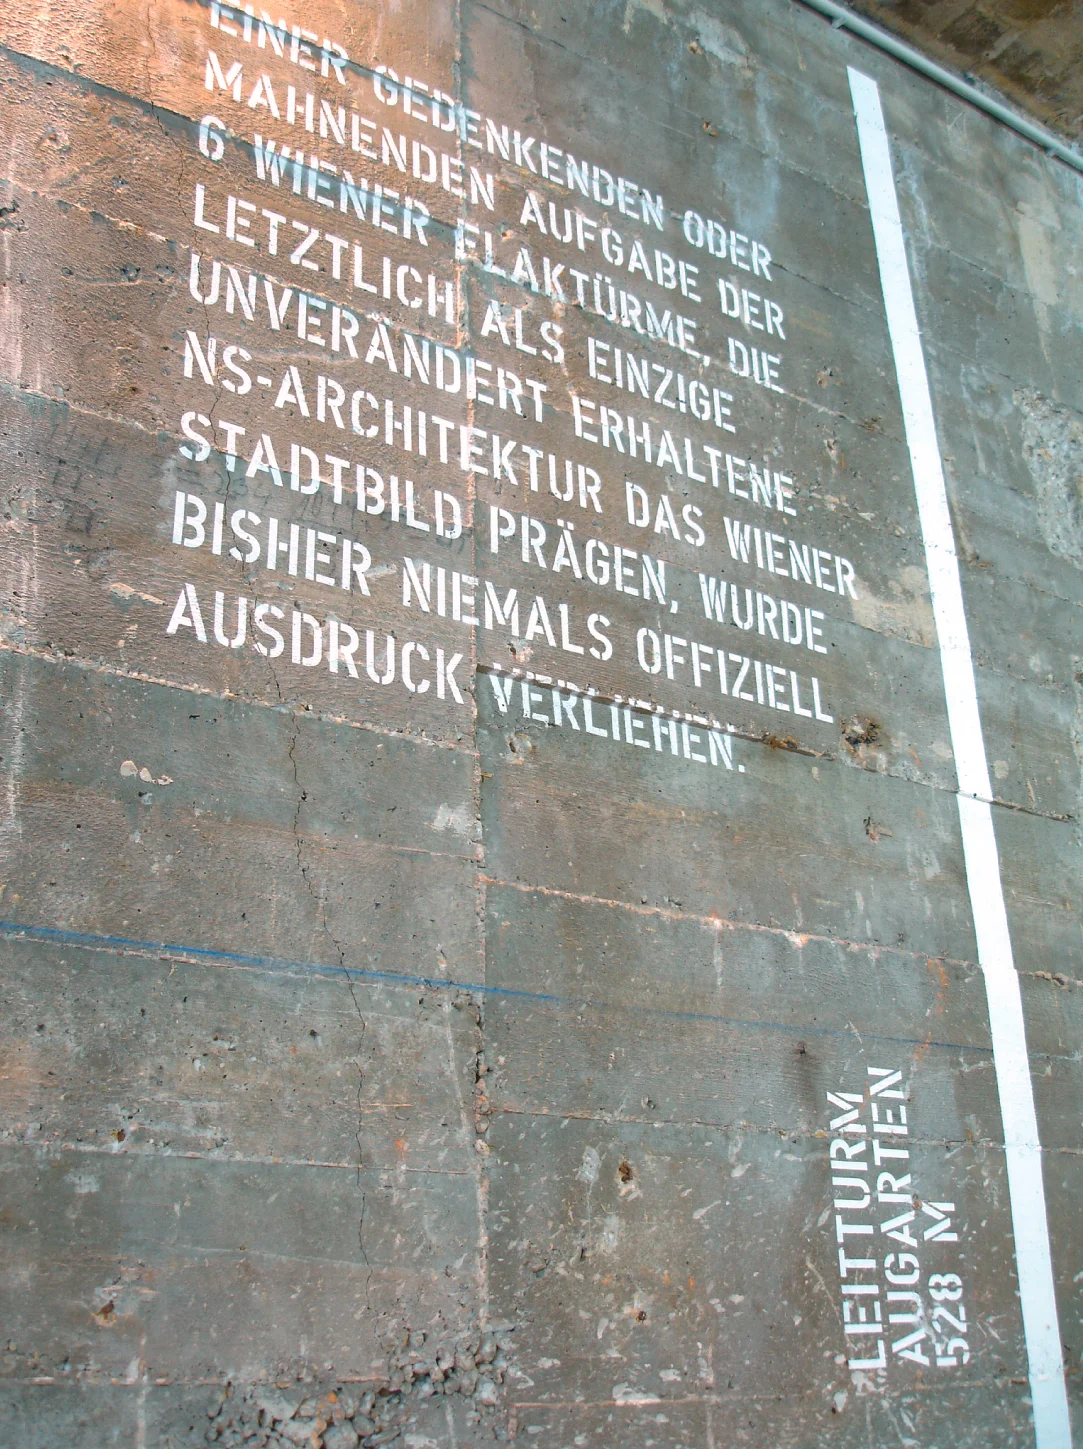 EINER GEDENKENDEN ODER
MAHNENDEN AUFGABE DER
6 WIENER FLAKTÜRME, DIE
LETZTLICH ALS EINZIGE
UNVERÄNDERT ERHALTENE
NS-ARCHITEKTUR DAS WIENER
STADTBILD PRÄGEN, WURDE
BISHER NIEMALS OFFIZIELL
AUSDRUCK VERLIEHEN.
LEITTURM
AUGARTEN
528 M